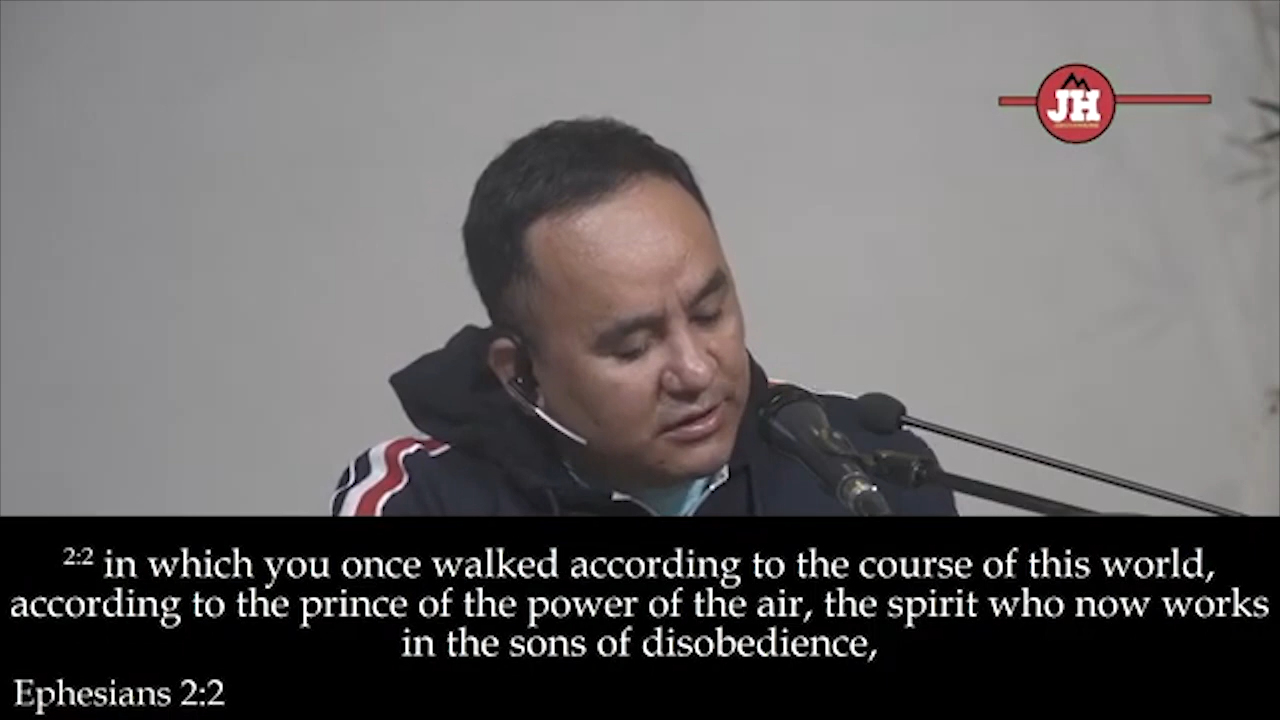 JH
2:2 in which you once walked according to the course of this world,
according to the prince of the power of the air, the spirit who now works
in the sons of disobedience,
Ephesians 2:2